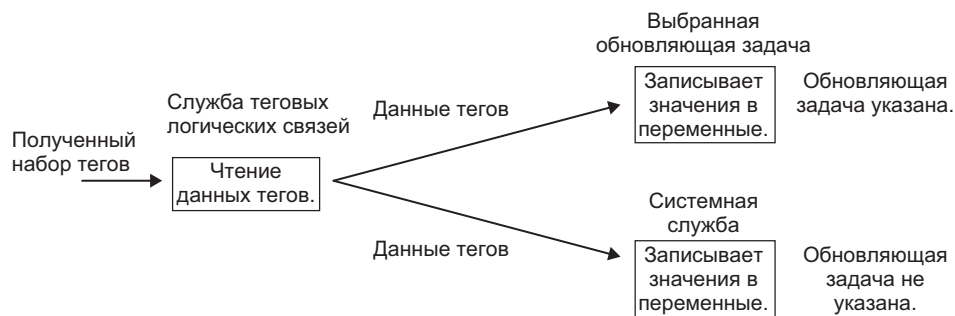 Выбранная
обновляющая задача
Записывает
значения в
переменные.
Обновляющая
задача указана.
Служба теговых
логических связей
Данные тегов
Полученный
набор тегов
Чтение
данных тегов.
Данные тегов
Системная
служба
Записывает
значения в
переменные.
Обновляющая
задача не
указана.